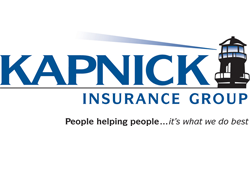 KAPNICK
INSURANCE GROUP
People helping people...it's what we do best